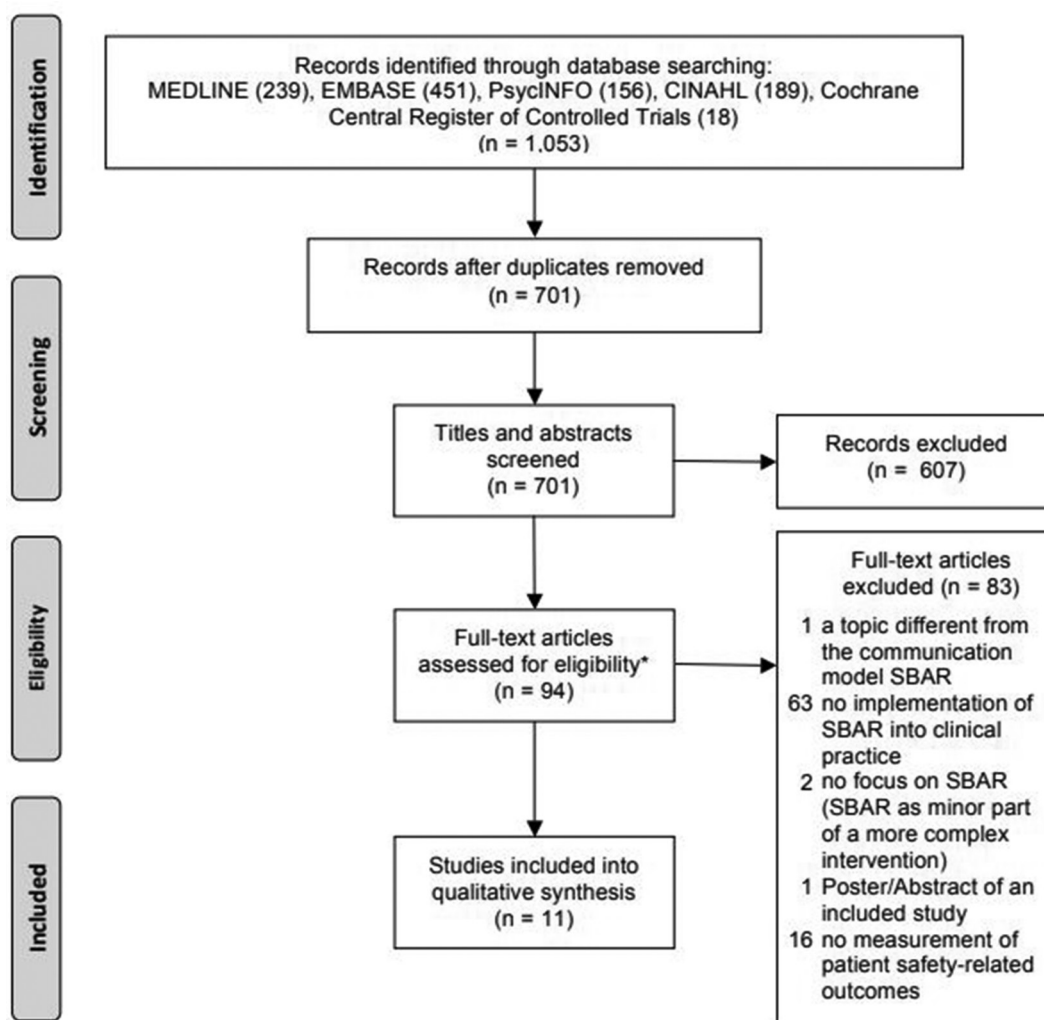 Identification
Records identified through database searching:
MEDLINE (239), EMBASE (451), PsycINFO (156), CINAHL (189), Cochrane
Central Register of Controlled Trials (18)
(n = 1,053)
Records after duplicates removed
(n = 701)
Screening
Titles and abstracts
screened
(n = 701)
Records excluded
(n = 607)
Eligibility
Full-text articles
assessed for eligibility*
(n = 94)
Full-text articles
excluded (n = 83)
1 a topic different from
the communication
model SBAR
63 no implementation of
SBAR into clinical
practice
2 no focus on SBAR
(SBAR as minor part
of a more complex
intervention)
1 Poster/Abstract of an
included study
16 no measurement of
patient safety-related
outcomes
Included
Studies included into
qualitative synthesis
(n = 11)